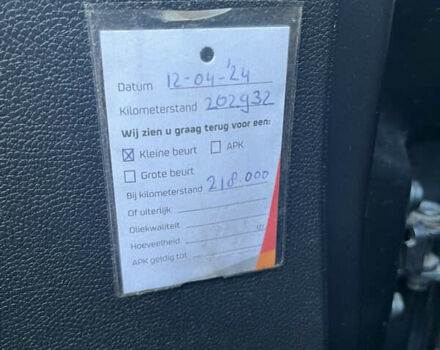 Datum 12-04-'24
Kilometerstand 202932
Wij zien u graag terug voor een:
☒ Kleine beurt ☐ APK
☐ Grote beurt
Bij kilometerstand 218.000
Of uiterlijk
Oliekwaliteit
Hoeveelheid ltr
APK geldig tot